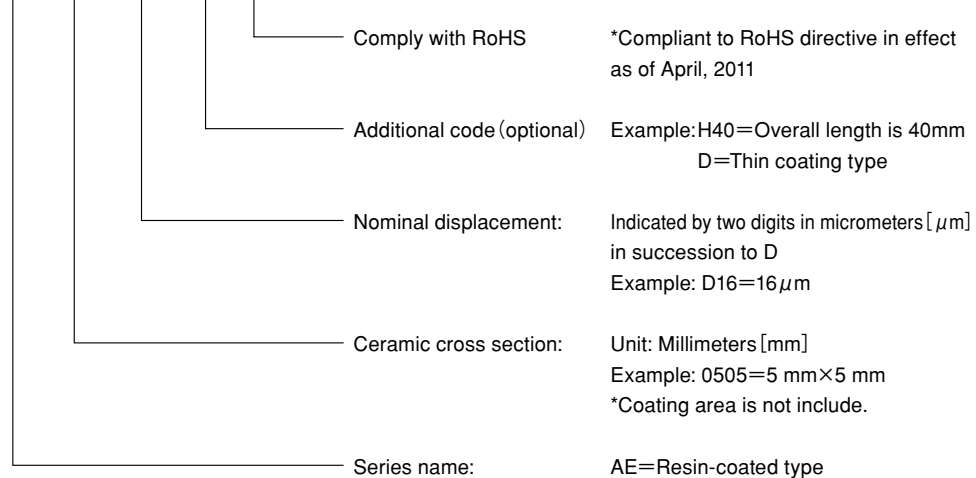 Comply with RoHS *Compliant to RoHS directive in effect
as of April, 2011
Additional code(optional) Example:H40=Overall length is 40mm
D=Thin coating type
Nominal displacement: Indicated by two digits in micrometers[μm]
in succession to D
Example: D16=16μm
Ceramic cross section: Unit: Millimeters[mm]
Example: 0505=5 mm×5 mm
*Coating area is not include.
Series name: AE=Resin-coated type